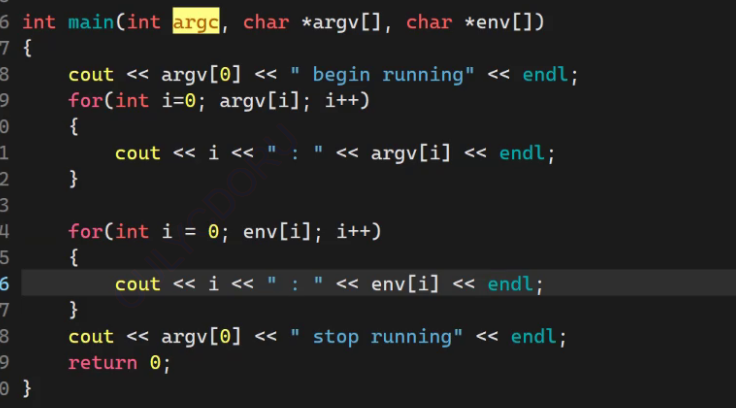 6 int main(int argc, char *argv[], char *env[])
7 {
8     cout << argv[0] << " begin running" << endl;
9     for(int i=0; argv[i]; i++)
0     {
1         cout << i << " : " << argv[i] << endl;
2     }
3
4     for(int i = 0; env[i]; i++)
5     {
6         cout << i << " : " << env[i] << endl;
7     }
8     cout << argv[0] << " stop running" << endl;
9     return 0;
0 }